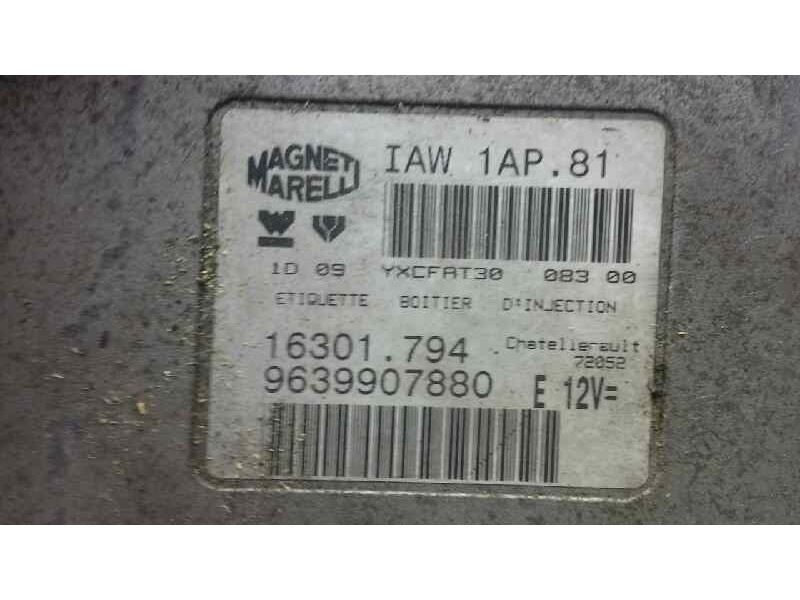 MAGNETI
MARELLI
IAW 1AP.81
1D 09 YXCFAT30 083 00
ETIQUETTE BOITIER D'INJECTION
16301.794
Chatellerault
72052
9639907880
E 12V=